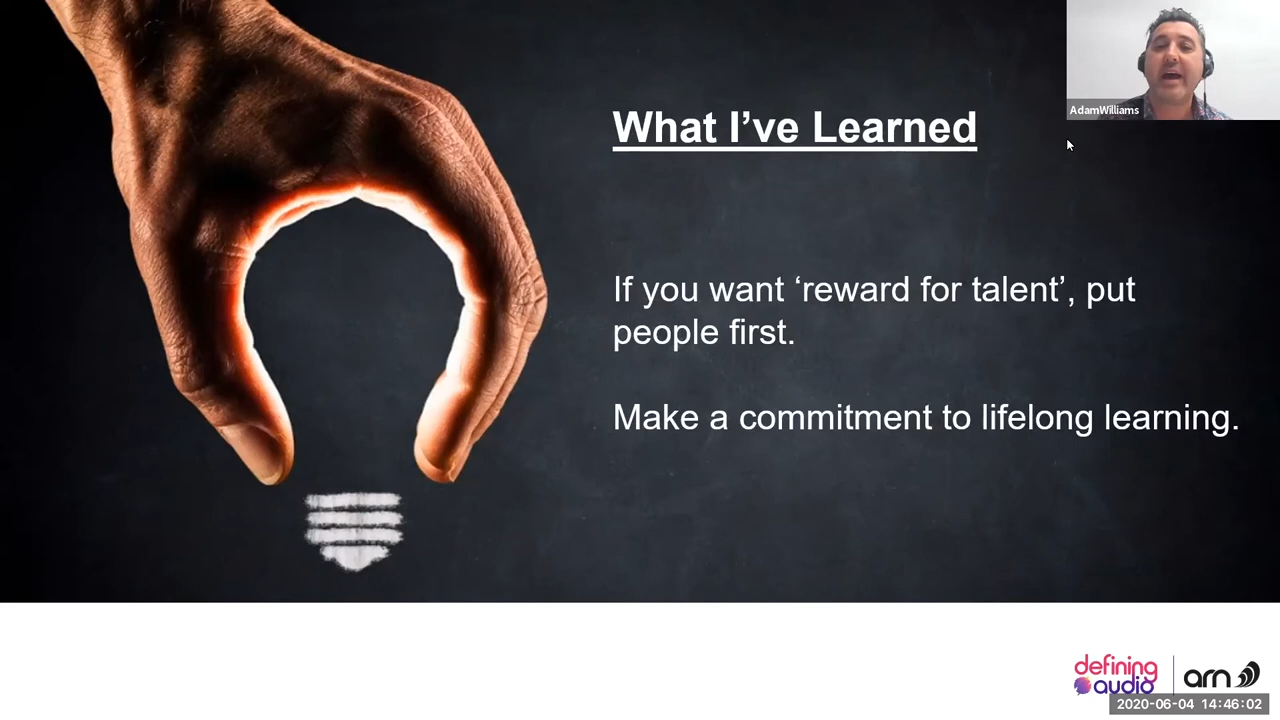 AdamWilliams
What I’ve Learned
If you want ‘reward for talent’, put
people first.
Make a commitment to lifelong learning.
defining
audio
arn
2020-06-04 14:46:02